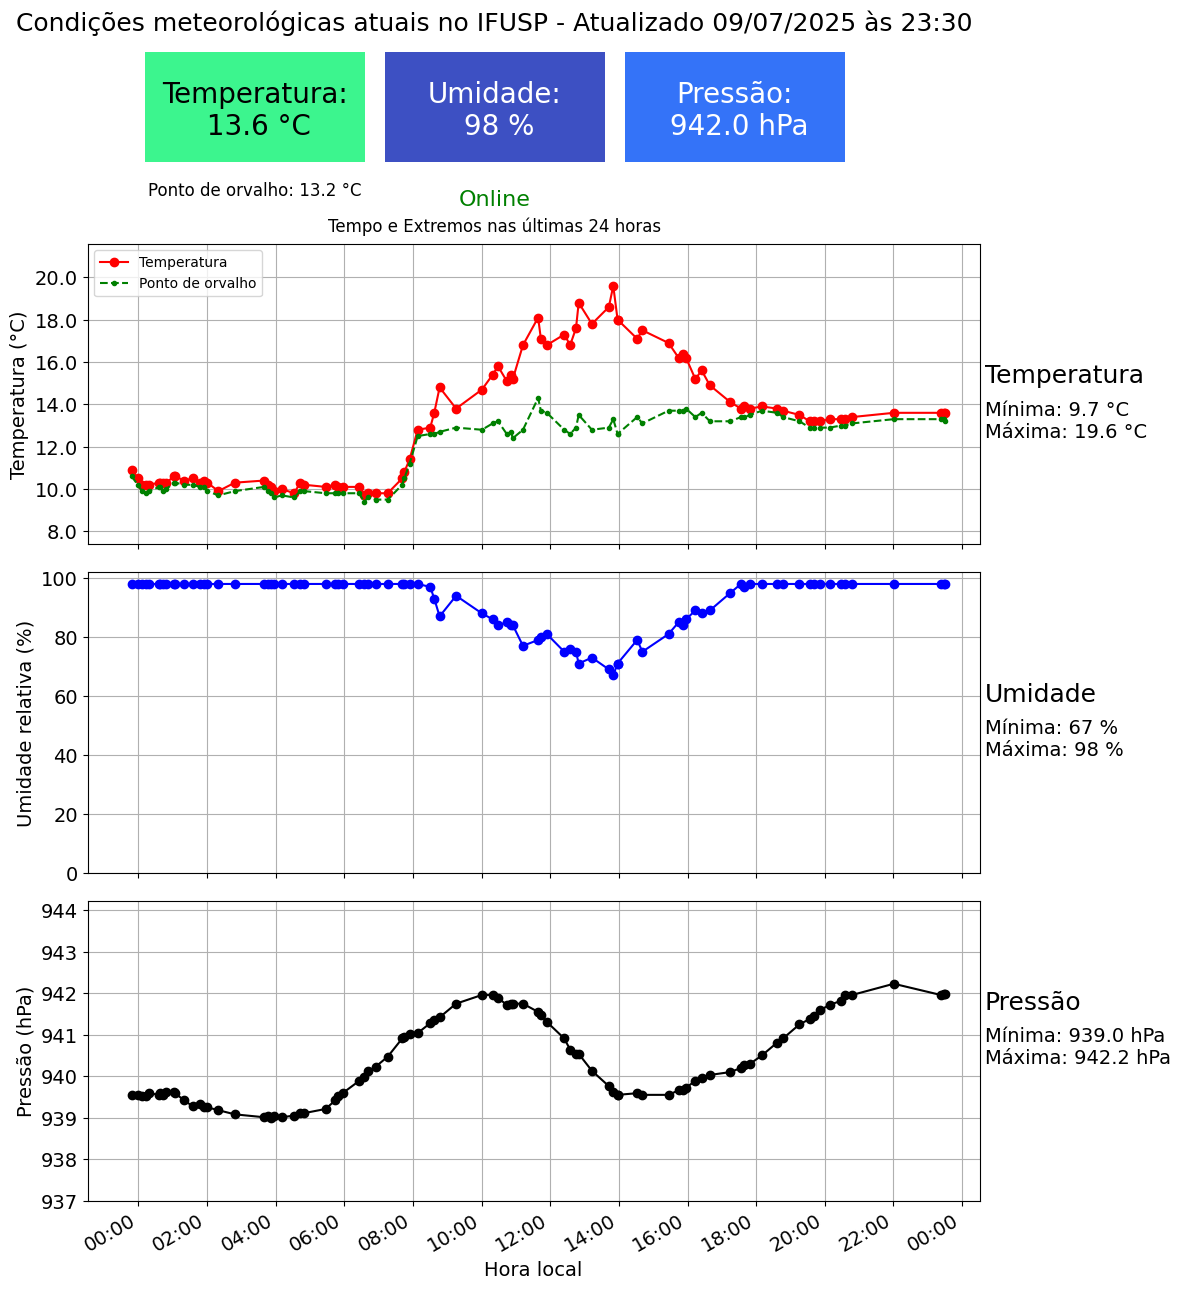 Condições meteorológicas atuais no IFUSP - Atualizado 09/07/2025 às 23:30
Temperatura:
13.6 °C
Umidade:
98 %
Pressão:
942.0 hPa
Ponto de orvalho: 13.2 °C
Online
Tempo e Extremos nas últimas 24 horas
Temperatura
Ponto de orvalho
Temperatura (°C)
20.0
18.0
16.0
14.0
12.0
10.0
8.0
Temperatura
Mínima: 9.7 °C
Máxima: 19.6 °C
Umidade relativa (%)
100
80
60
40
20
0
Umidade
Mínima: 67 %
Máxima: 98 %
Pressão (hPa)
944
943
942
941
940
939
938
937
Pressão
Mínima: 939.0 hPa
Máxima: 942.2 hPa
00:00 02:00 04:00 06:00 08:00 10:00 12:00 14:00 16:00 18:00 20:00 22:00 00:00
Hora local